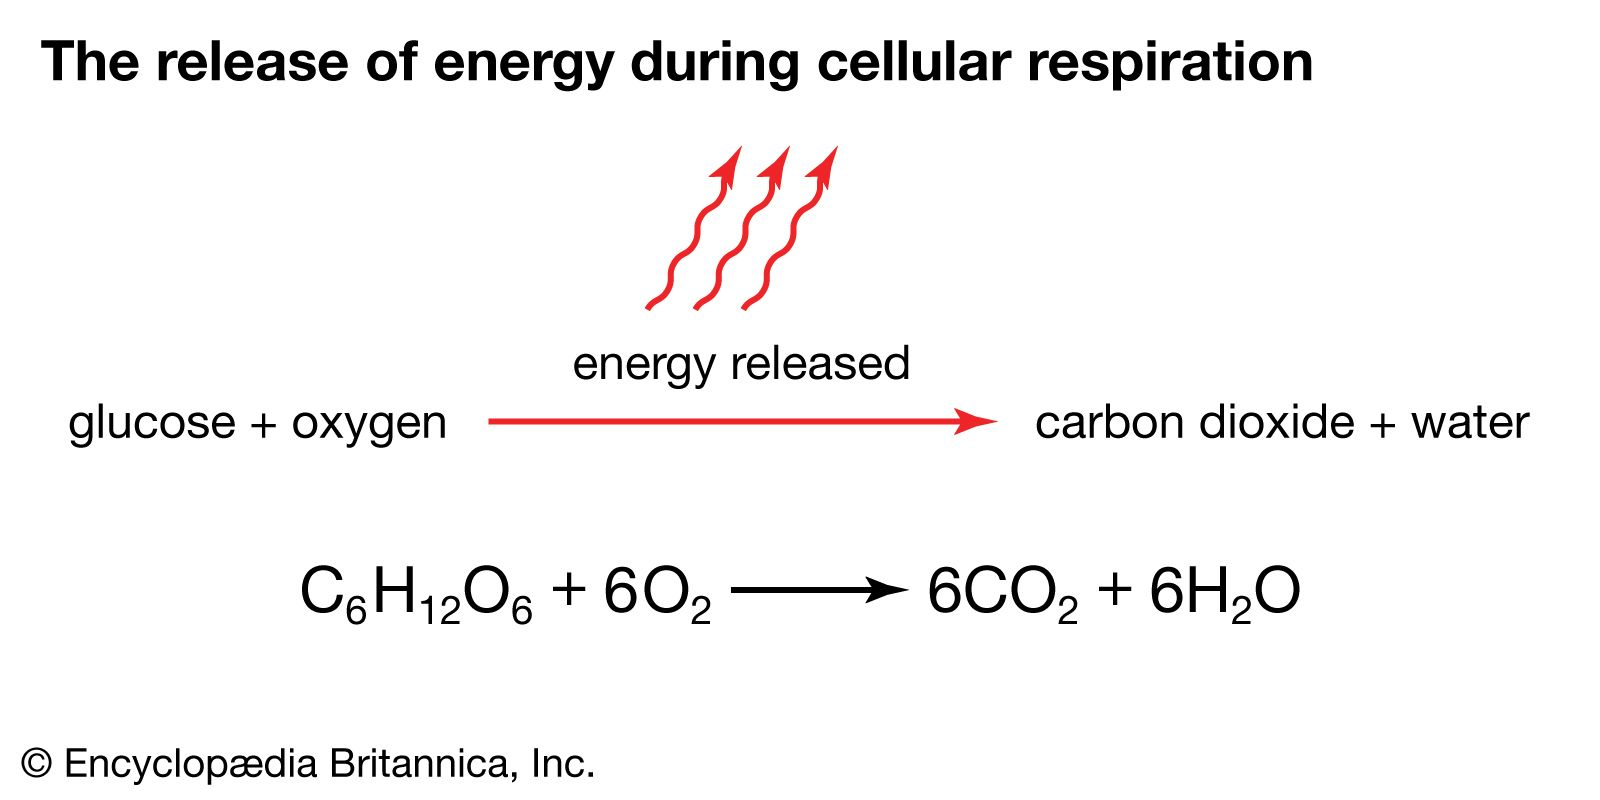 The release of energy during cellular respiration
energy released
glucose + oxygen → carbon dioxide + water
C₆H₁₂O₆ + 6O₂ → 6CO₂ + 6H₂O
© Encyclopædia Britannica, Inc.